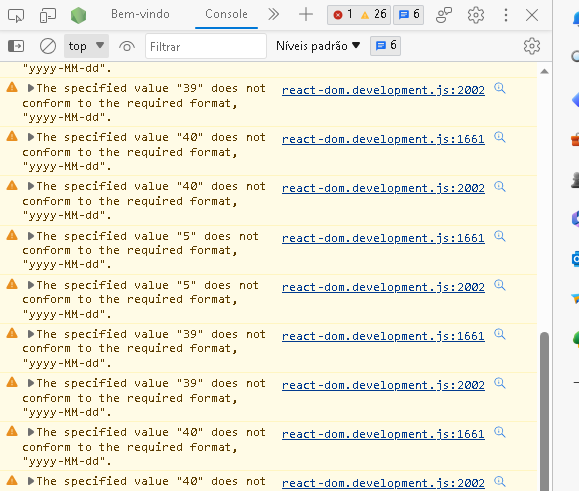 Bem-vindo Console 1 26 6
top Filtrar Níveis padrão 6
"yyyy-MM-dd".
The specified value "39" does not react-dom.development.js:2002
conform to the required format,
"yyyy-MM-dd".
The specified value "40" does not react-dom.development.js:1661
conform to the required format,
"yyyy-MM-dd".
The specified value "40" does not react-dom.development.js:2002
conform to the required format,
"yyyy-MM-dd".
The specified value "5" does not react-dom.development.js:1661
conform to the required format,
"yyyy-MM-dd".
The specified value "5" does not react-dom.development.js:2002
conform to the required format,
"yyyy-MM-dd".
The specified value "39" does not react-dom.development.js:1661
conform to the required format,
"yyyy-MM-dd".
The specified value "39" does not react-dom.development.js:2002
conform to the required format,
"yyyy-MM-dd".
The specified value "40" does not react-dom.development.js:1661
conform to the required format,
"yyyy-MM-dd".
The specified value "40" does not react-dom.development.js:2002